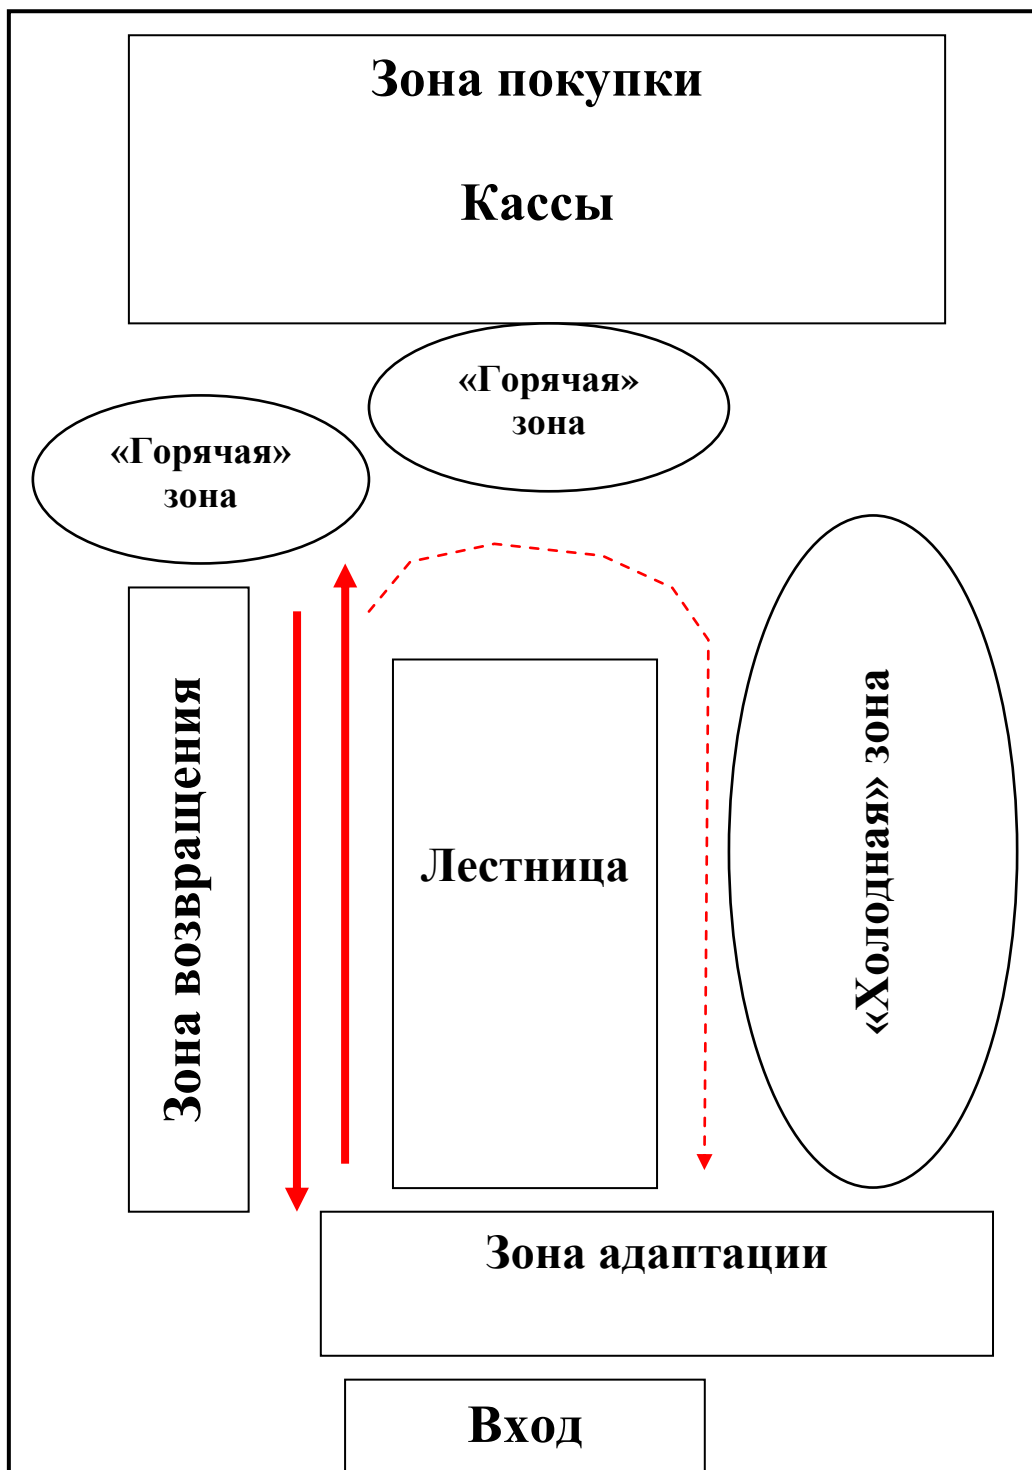 Зона покупки
Кассы
«Горячая»
зона
«Горячая»
зона
Зона возвращения
Лестница
«Холодная» зона
Зона адаптации
Вход